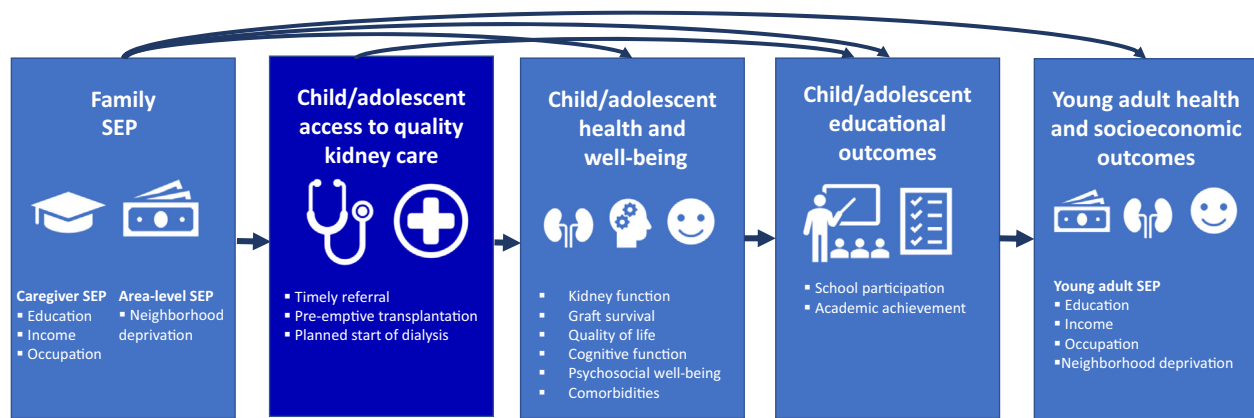 Family
SEP
Caregiver SEP
▪ Education
▪ Income
▪ Occupation
Area-level SEP
▪ Neighborhood
deprivation
Child/adolescent
access to quality
kidney care
▪ Timely referral
▪ Pre-emptive transplantation
▪ Planned start of dialysis
Child/adolescent
health and
well-being
▪ Kidney function
▪ Graft survival
▪ Quality of life
▪ Cognitive function
▪ Psychosocial well-being
▪ Comorbidities
Child/adolescent
educational
outcomes
▪ School participation
▪ Academic achievement
Young adult health
and socioeconomic
outcomes
Young adult SEP
▪ Education
▪ Income
▪ Occupation
▪Neighborhood deprivation